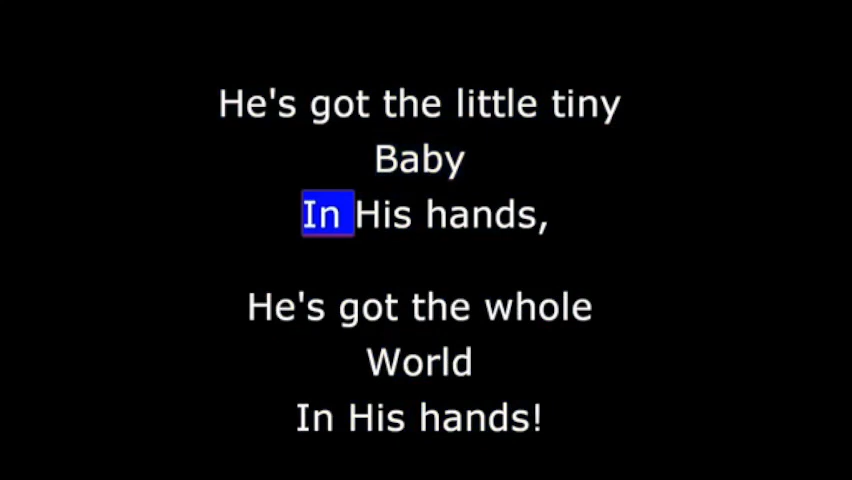 He's got the little tiny
Baby
In His hands,
He's got the whole
World
In His hands!